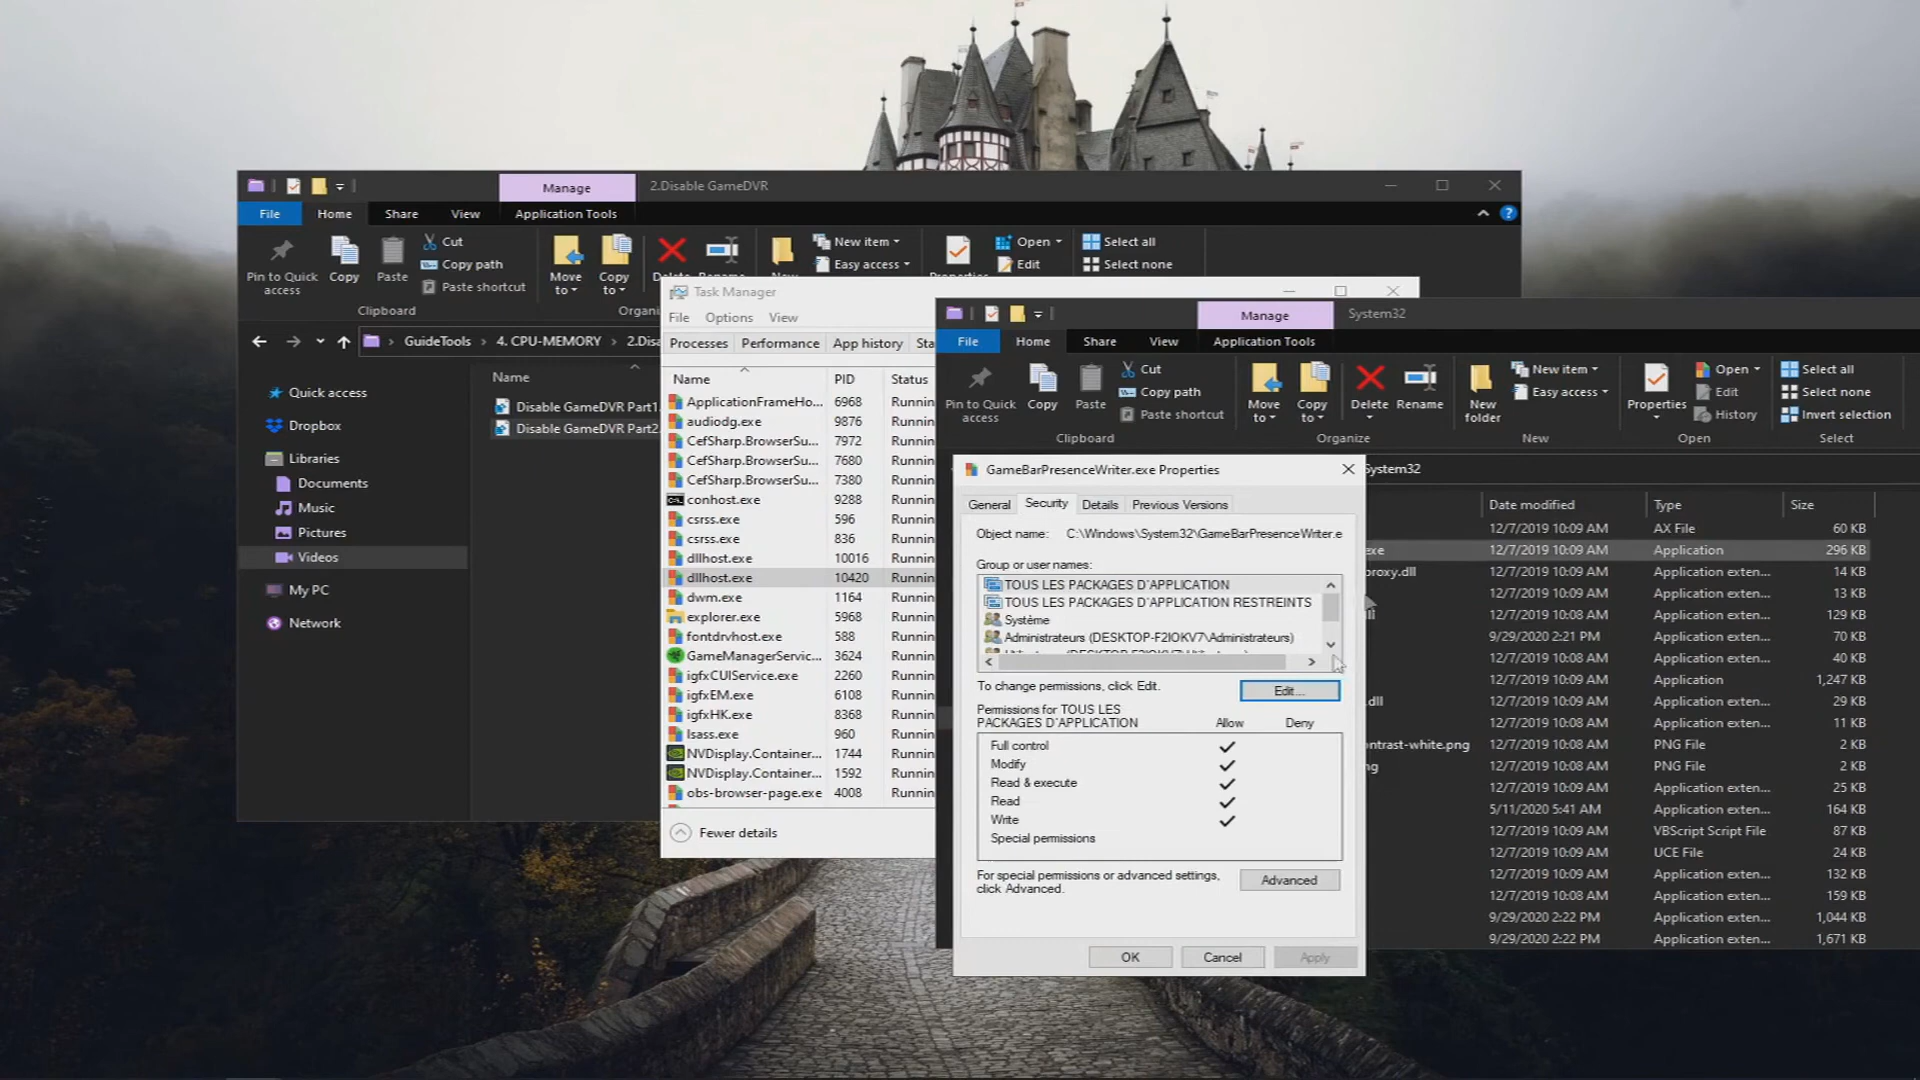 Manage
2.Disable GameDVR
File
Home
Share
View
Application Tools
Pin to Quick access
Copy
Paste
Cut
Copy path
Paste shortcut
Clipboard
Move to
Copy to
New item
Easy access
Open
Edit
Select all
Select none
GuideTools
4. CPU-MEMORY
Quick access
Dropbox
Libraries
Documents
Music
Pictures
Videos
My PC
Network
Name
Disable GameDVR Part1
Disable GameDVR Part2
Task Manager
File
Options
View
Processes
Performance
App history
Name
PID
Status
ApplicationFrameHo...
6968
audiodg.exe
9876
CefSharp.BrowserSu...
7972
CefSharp.BrowserSu...
7680
CefSharp.BrowserSu...
7380
conhost.exe
9288
csrss.exe
596
csrss.exe
836
dllhost.exe
10016
dllhost.exe
10420
dwm.exe
1164
explorer.exe
5968
fontdrvhost.exe
588
GameManagerServic...
3624
igfxCUIService.exe
2260
igfxEM.exe
6108
igfxHK.exe
8368
lsass.exe
960
NVDisplay.Container...
1744
NVDisplay.Container...
1592
obs-browser-page.exe
4008
Fewer details
Manage
System32
File
Home
Share
View
Application Tools
Pin to Quick access
Copy
Paste
Cut
Copy path
Paste shortcut
Clipboard
Move to
Copy to
Delete
Rename
Organize
New folder
New item
Easy access
New
Properties
Open
Edit
History
Open
Select all
Select none
Invert selection
Select
System32
Date modified
Type
Size
12/7/2019 10:09 AM
AX File
60 KB
12/7/2019 10:09 AM
Application
296 KB
12/7/2019 10:09 AM
Application exten...
14 KB
12/7/2019 10:09 AM
Application exten...
13 KB
12/7/2019 10:09 AM
Application exten...
129 KB
9/29/2020 2:21 PM
Application exten...
70 KB
12/7/2019 10:09 AM
Application exten...
40 KB
12/7/2019 10:09 AM
Application
1,247 KB
12/7/2019 10:09 AM
Application exten...
29 KB
12/7/2019 10:08 AM
Application exten...
11 KB
12/7/2019 10:08 AM
PNG File
2 KB
12/7/2019 10:08 AM
PNG File
2 KB
12/7/2019 10:09 AM
Application exten...
25 KB
5/11/2020 5:41 AM
Application exten...
164 KB
12/7/2019 10:09 AM
VBScript Script File
87 KB
12/7/2019 10:09 AM
UCE File
24 KB
12/7/2019 10:09 AM
Application exten...
132 KB
12/7/2019 10:09 AM
Application exten...
159 KB
9/29/2020 2:22 PM
Application exten...
1,044 KB
9/29/2020 2:22 PM
Application exten...
1,671 KB
GameBarPresenceWriter.exe Properties
General
Security
Details
Previous Versions
Object name:
C:\Windows\System32\GameBarPresenceWriter.e
Group or user names:
TOUS LES PACKAGES D'APPLICATION
TOUS LES PACKAGES D'APPLICATION RESTREINTS
Système
Administrateurs (DESKTOP-F2IOKV7\Administrateurs)
To change permissions, click Edit.
Edit...
Permissions for TOUS LES
PACKAGES D'APPLICATION
Allow
Deny
Full control
Modify
Read & execute
Read
Write
Special permissions
For special permissions or advanced settings,
click Advanced.
Advanced
OK
Cancel
Apply